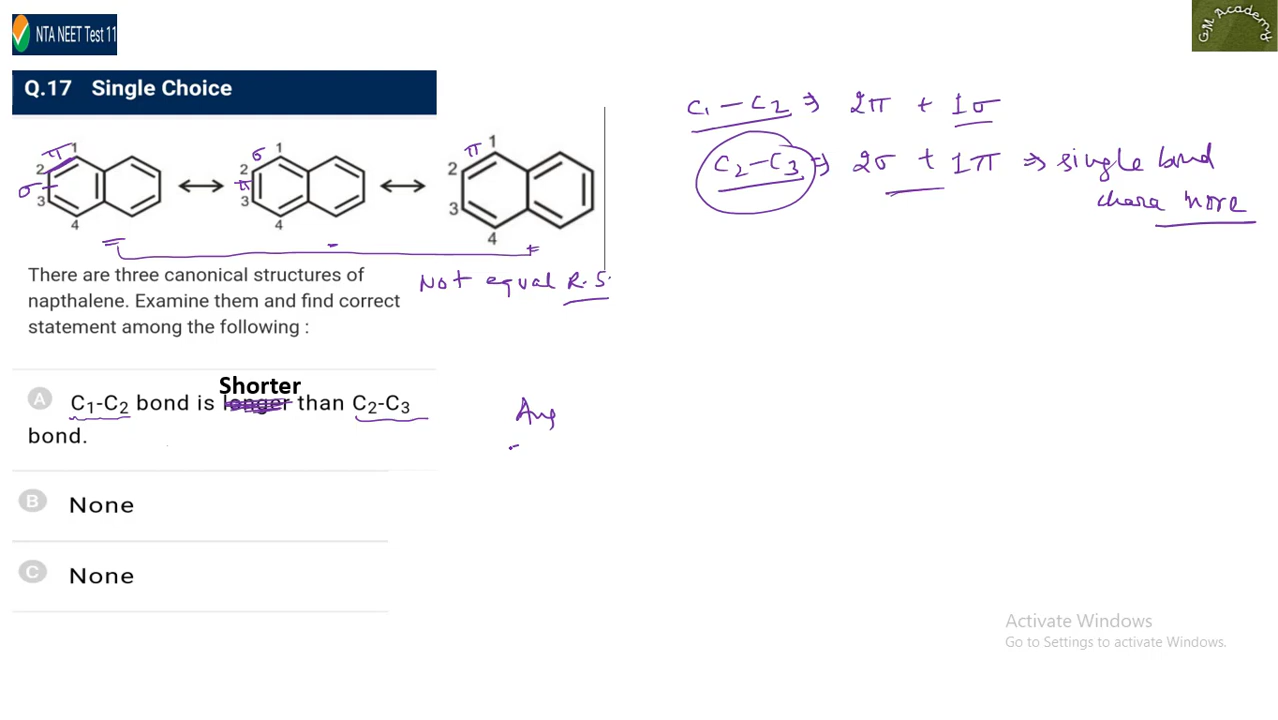 NTA NEET Test 11
G.M Academy
Q.17 Single Choice
C1 – C2 ⇒ 2π + 1σ
C2 – C3 ⇒ 2σ + 1π ⇒ single bond
chara more
π 1
2
σ
3
4
σ 1
2
π
3
4
π 1
2
3
4
There are three canonical structures of
napthalene. Examine them and find correct
statement among the following :
Not equal R.S.
A
Shorter
C1-C2 bond is longer than C2-C3
bond.
Ans
B None
C None
Activate Windows
Go to Settings to activate Windows.